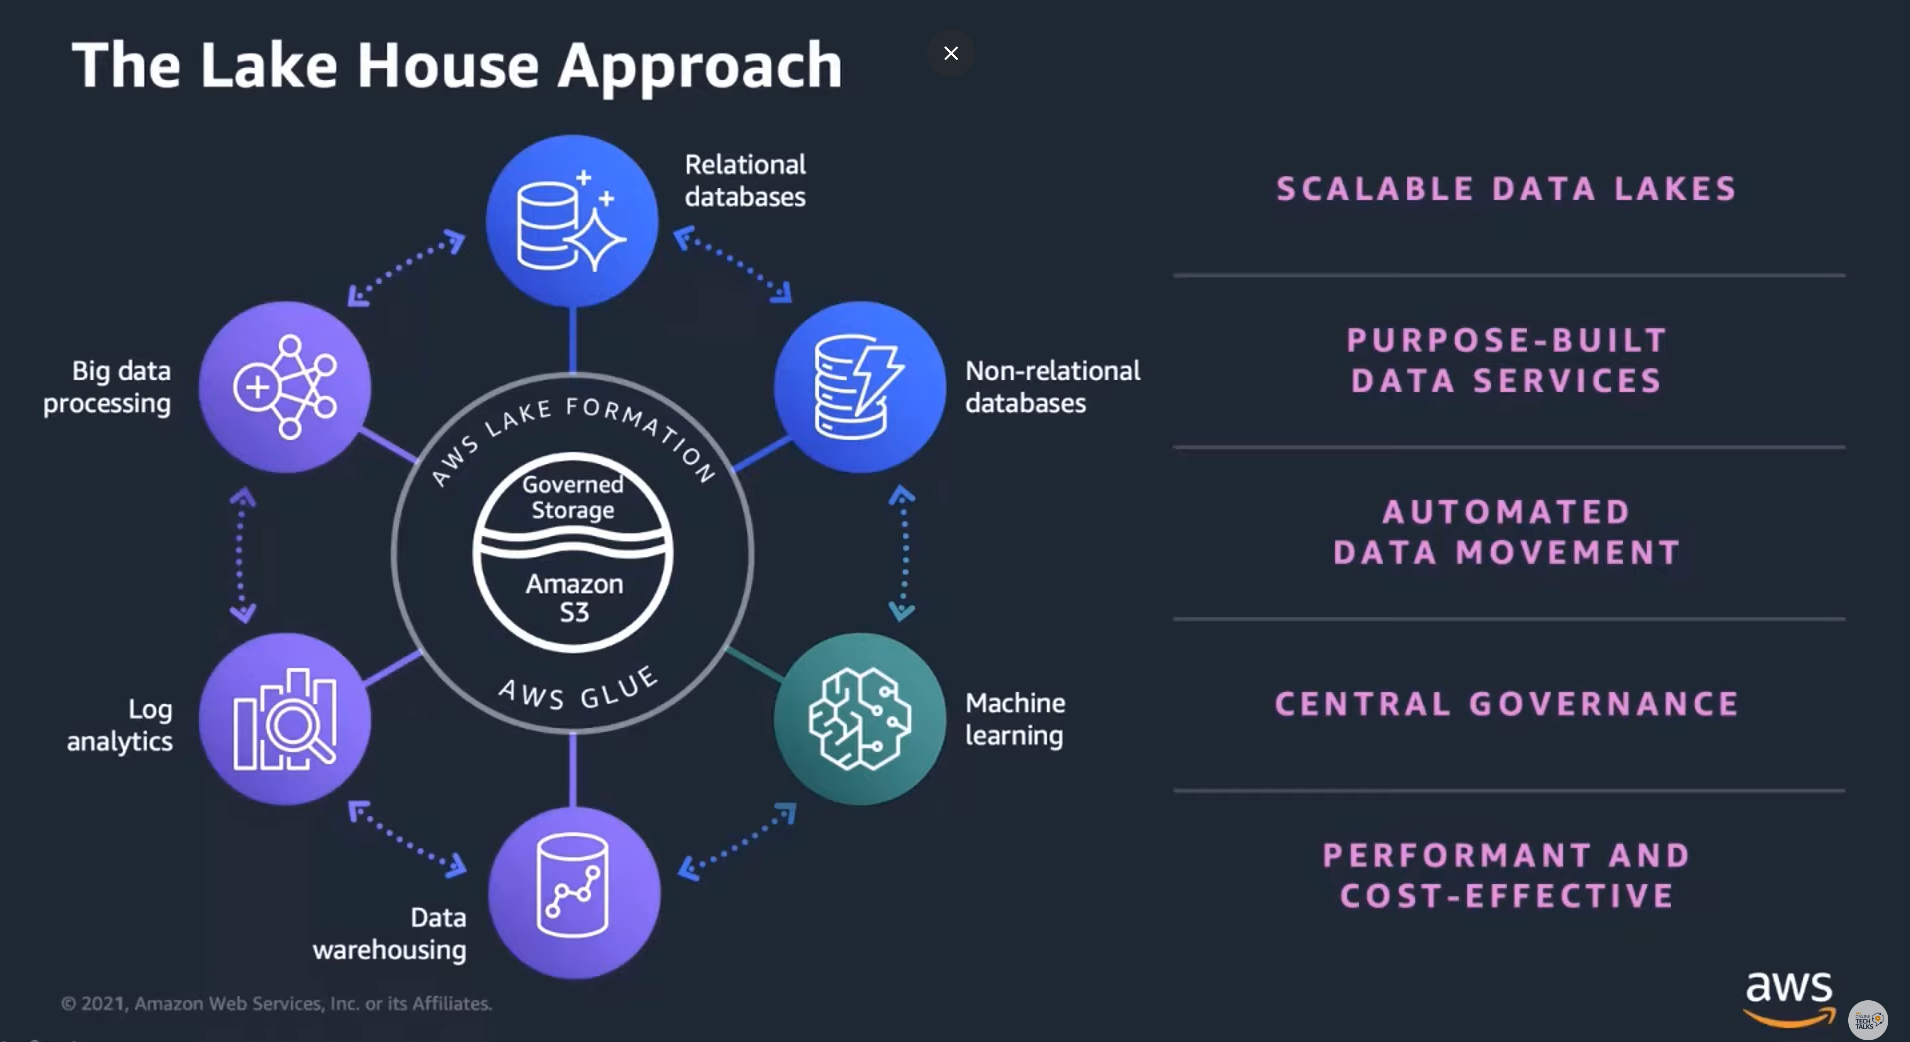 The Lake House Approach
Relational
databases
Non-relational
databases
Machine
learning
Data
warehousing
Log
analytics
Big data
processing
AWS LAKE FORMATION
Governed
Storage
Amazon
S3
AWS GLUE
SCALABLE DATA LAKES
PURPOSE-BUILT
DATA SERVICES
AUTOMATED
DATA MOVEMENT
CENTRAL GOVERNANCE
PERFORMANT AND
COST-EFFECTIVE
© 2021, Amazon Web Services, Inc. or its Affiliates.
aws
TECH
TALKS